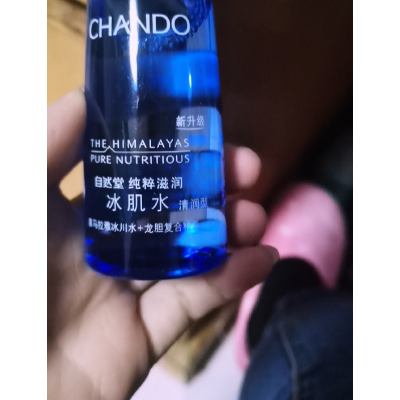 CHANDO
新升级
THE HIMALAYAS
PURE NUTRITIOUS
自然堂 纯粹滋润
冰肌水 清润型
喜马拉雅冰川水+龙胆复合